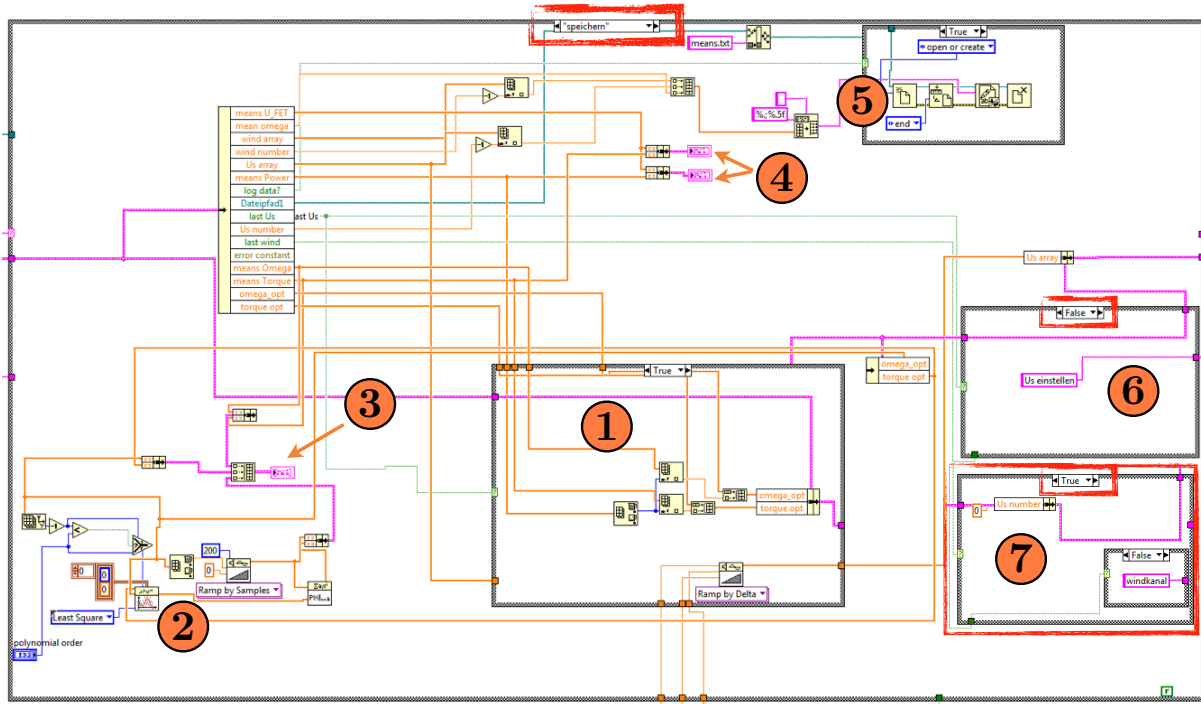 "speichern"
means.txt
True
open or create
5
end
%.;%.5f
means U_FET
mean omega
wind array
wind number
Us array
means Power
log data?
Dateipfad1
last Us
ast Us
Us number
last wind
error constant
means Omega
means Torque
omega_opt
torque opt
4
Us array
False
Us einstellen
6
omega_opt
torque opt
True
1
omega_opt
torque opt
Ramp by Delta
3
200
0
Ramp by Samples
0
0
0
Least Square
2
polynomial order
I32
True
0
Us number
7
False
windkanal
F